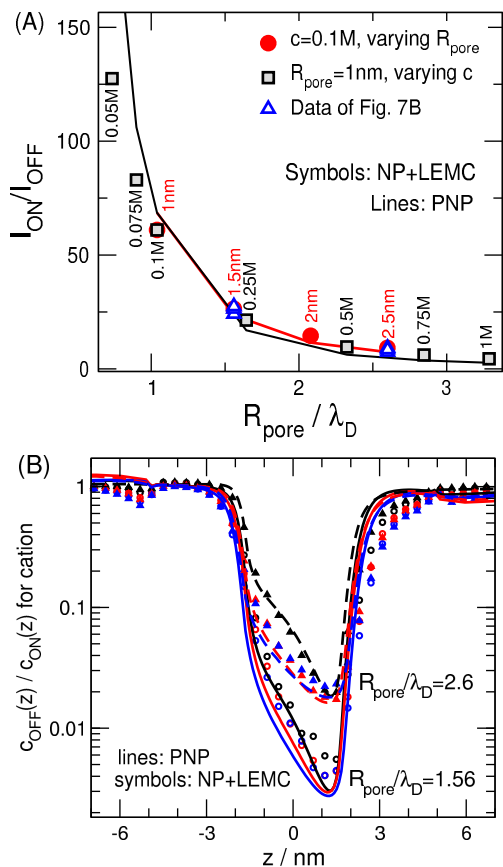 (A)
150
100
50
0
I_ON/I_OFF
c=0.1M, varying R_pore
R_pore=1nm, varying c
Data of Fig. 7B
Symbols: NP+LEMC
Lines: PNP
0.05M
0.075M
0.1M
1nm
1.5nm
0.25M
2nm
0.5M
2.5nm
0.75M
1M
1
2
3
R_pore / λ_D
(B)
1
0.1
0.01
c_OFF(z) / c_ON(z) for cation
R_pore/λ_D=2.6
lines: PNP
symbols: NP+LEMC
R_pore/λ_D=1.56
-6
-3
0
3
6
z / nm